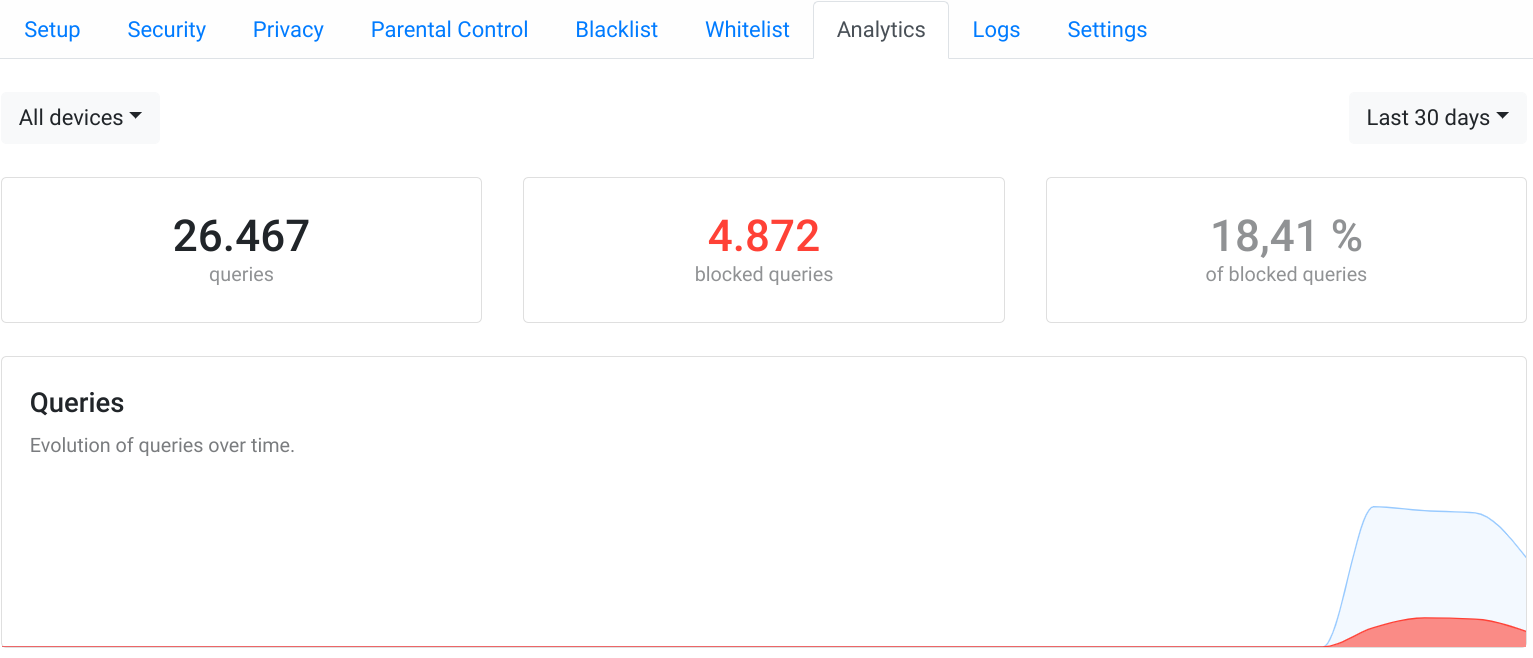 Setup Security Privacy Parental Control Blacklist Whitelist Analytics Logs Settings
All devices Last 30 days
26.467 4.872 18,41 %
queries blocked queries of blocked queries
Queries
Evolution of queries over time.